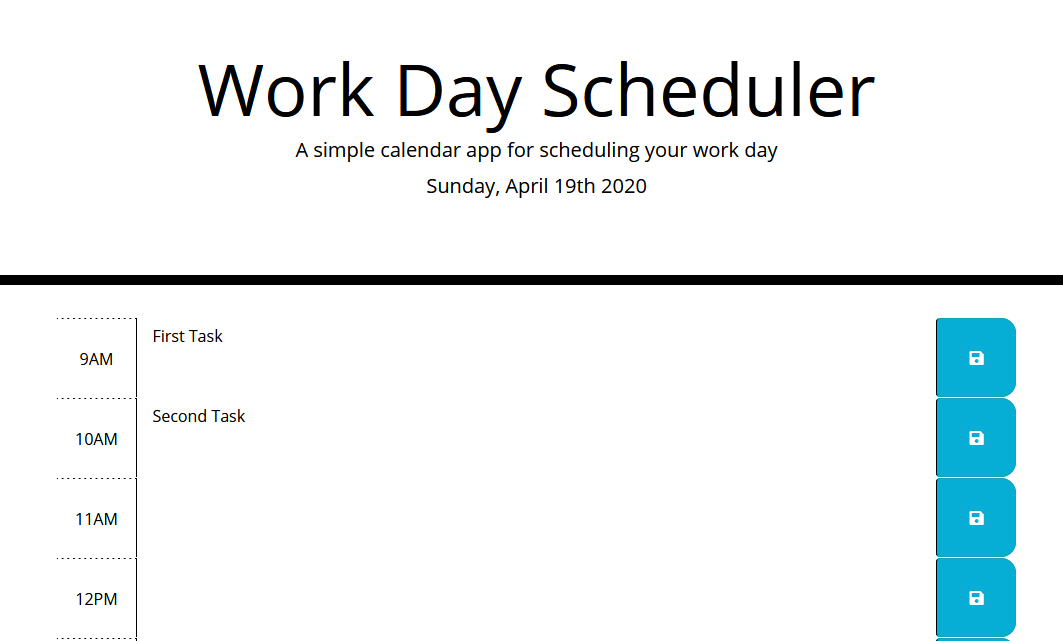 Work Day Scheduler
A simple calendar app for scheduling your work day
Sunday, April 19th 2020
9AM
First Task
10AM
Second Task
11AM
12PM